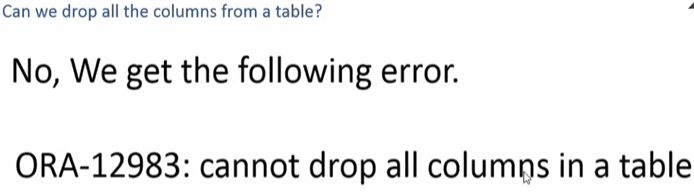 Can we drop all the columns from a table?
No, We get the following error.
ORA-12983: cannot drop all columns in a table